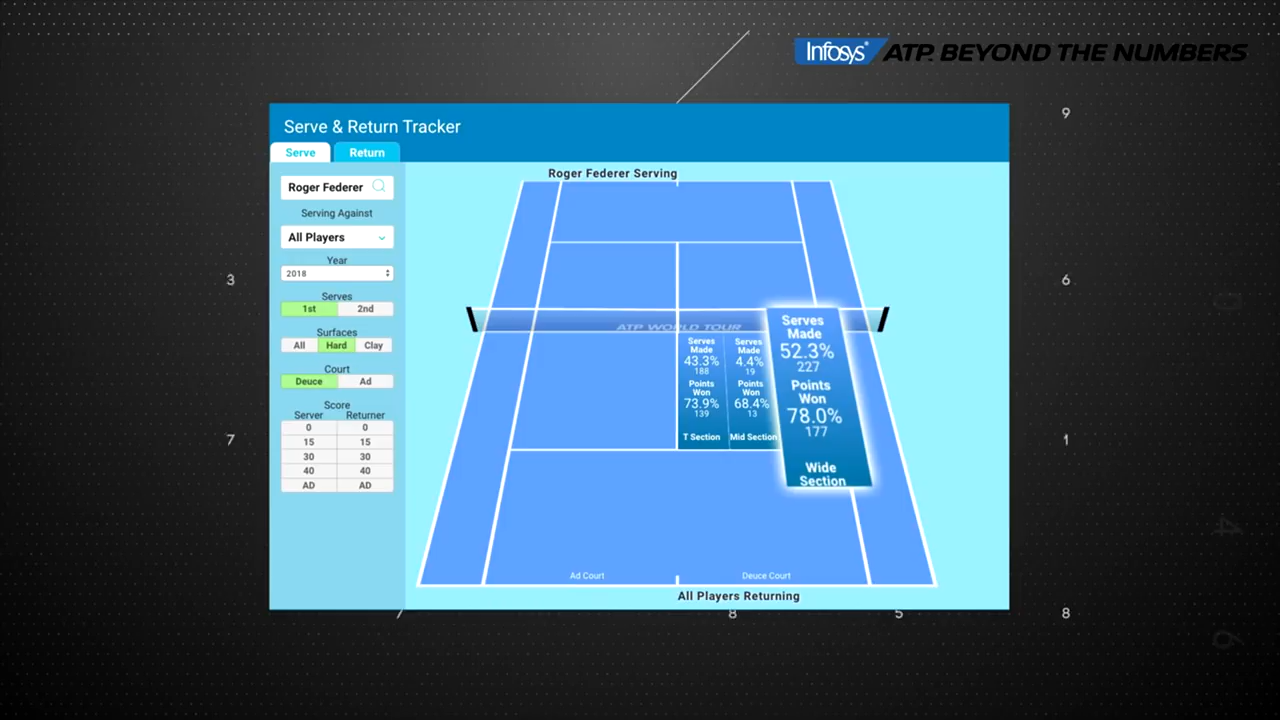 Infosys® ATP. BEYOND THE NUMBERS
9
3
6
7
1
7
8
5
8
4
6
Serve & Return Tracker
Serve
Return
Roger Federer
Serving Against
All Players
Year
2018
Serves
1st 2nd
Surfaces
All Hard Clay
Court
Deuce Ad
Score
Server Returner
0 0
15 15
30 30
40 40
AD AD
Roger Federer Serving
ATP WORLD TOUR
Serves
Made
43.3%
188
Points
Won
73.9%
139
T Section
Serves
Made
4.4%
19
Points
Won
68.4%
13
Mid Section
Serves
Made
52.3%
227
Points
Won
78.0%
177
Wide
Section
Ad Court
Deuce Court
All Players Returning